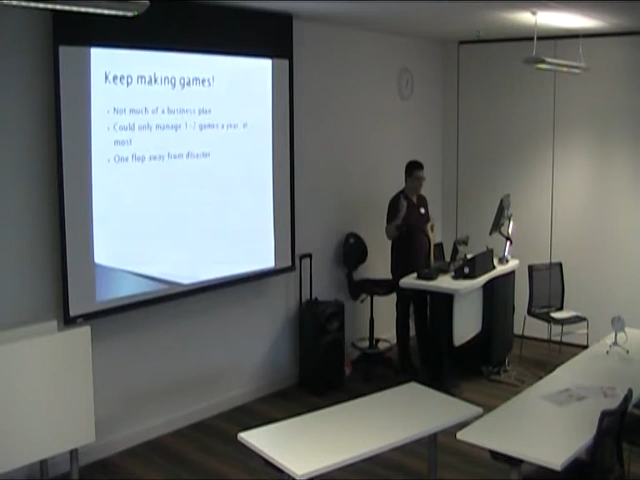 Keep making games!
• Not much of a business plan
• Could only manage 1-2 games a year, at
most
• One flop away from disaster